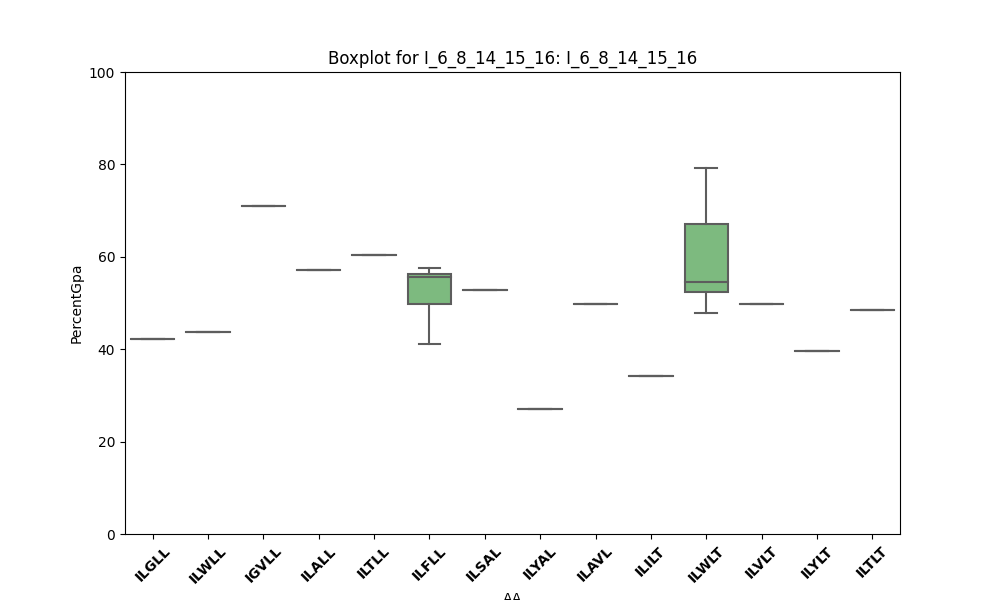 Boxplot for I_6_8_14_15_16: I_6_8_14_15_16
100
80
60
40
20
0
PercentGpa
ILGLL ILWLL IGVLL ILALL ILTLL ILFLL ILSAL ILYAL ILAVL ILILT ILWLT ILVLT ILYLT ILTLT
AA